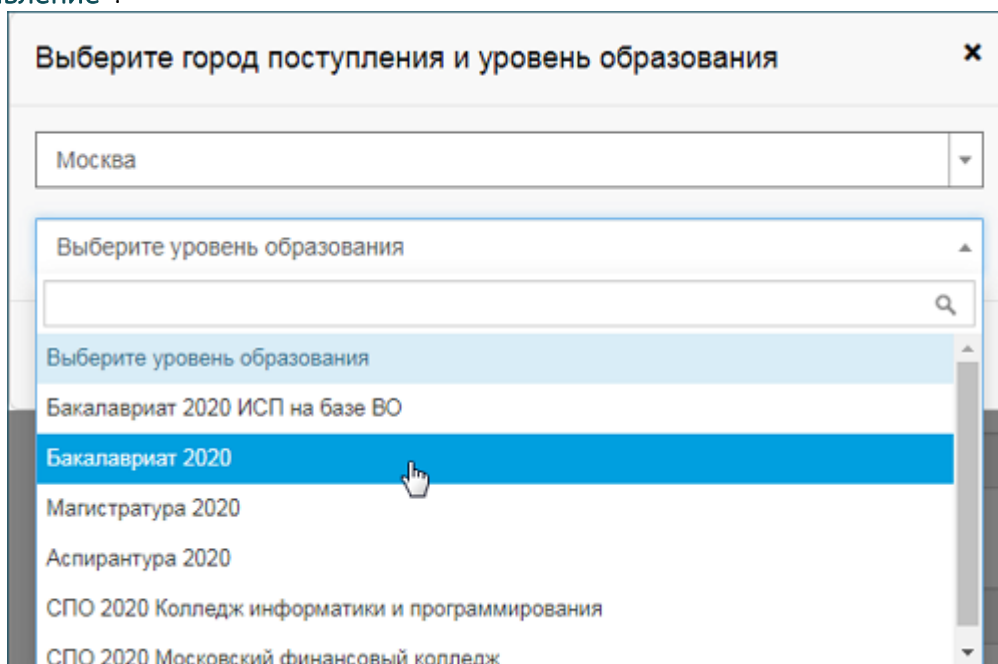 Выберите город поступления и уровень образования
Москва
Выберите уровень образования
Выберите уровень образования
Бакалавриат 2020 ИСП на базе ВО
Бакалавриат 2020
Магистратура 2020
Аспирантура 2020
СПО 2020 Колледж информатики и программирования
СПО 2020 Московский финансовый колледж